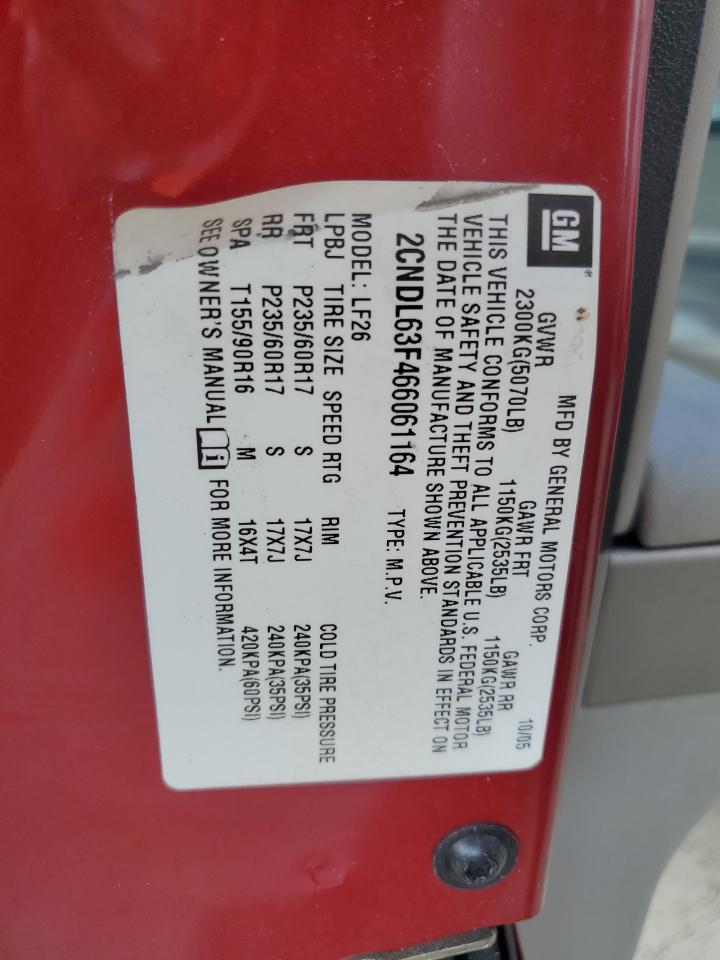 GM
MFD BY GENERAL MOTORS CORP. 10/05
GVWR GAWR FRT GAWR RR
2300KG(5070LB) 1150KG(2535LB) 1150KG(2535LB)
THIS VEHICLE CONFORMS TO ALL APPLICABLE U.S. FEDERAL MOTOR
VEHICLE SAFETY AND THEFT PREVENTION STANDARDS IN EFFECT ON
THE DATE OF MANUFACTURE SHOWN ABOVE.
2CNDL63F466061164 TYPE: M.P.V.
MODEL: LF26
LPBJ TIRE SIZE SPEED RTG RIM COLD TIRE PRESSURE
FRT P235/60R17 S 17X7J 240KPA(35PSI)
RR P235/60R17 S 17X7J 240KPA(35PSI)
SPA T155/90R16 M 16X4T 420KPA(60PSI)
SEE OWNER'S MANUAL i FOR MORE INFORMATION.